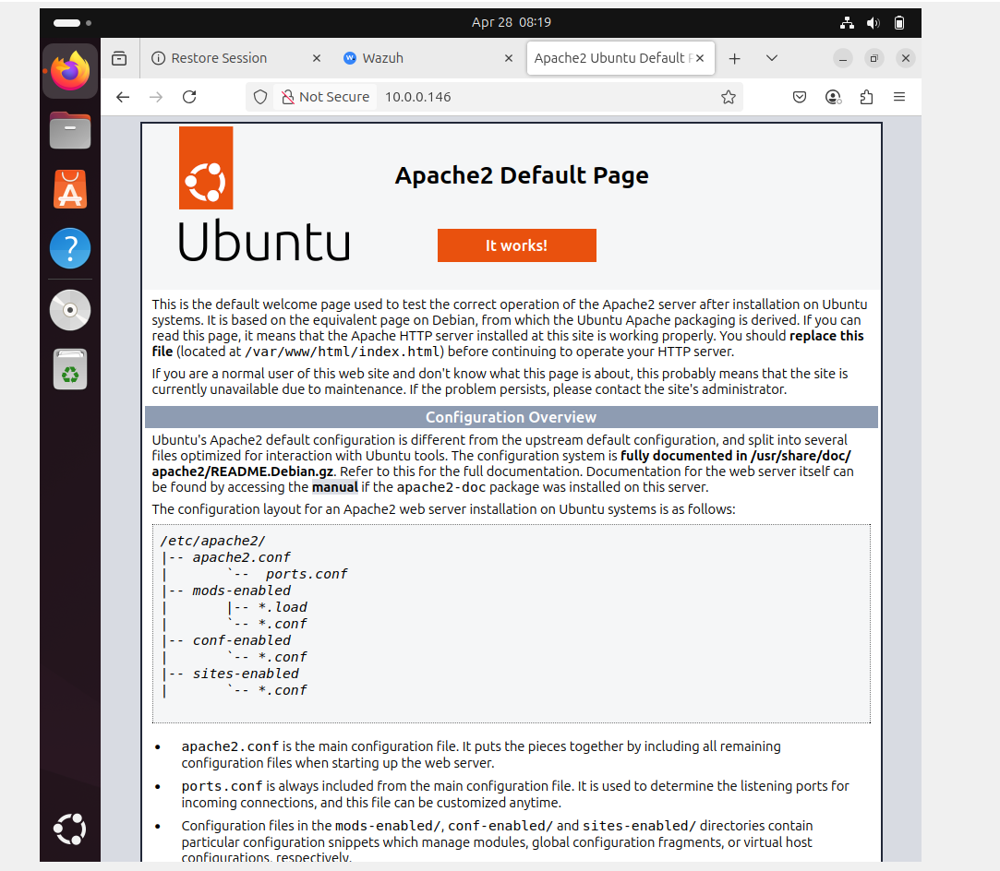 Apr 28 08:19
Restore Session
Wazuh
Apache2 Ubuntu Default P
Not Secure 10.0.0.146
Apache2 Default Page
Ubuntu
It works!
This is the default welcome page used to test the correct operation of the Apache2 server after installation on Ubuntu
systems. It is based on the equivalent page on Debian, from which the Ubuntu Apache packaging is derived. If you can
read this page, it means that the Apache HTTP server installed at this site is working properly. You should replace this
file (located at /var/www/html/index.html) before continuing to operate your HTTP server.
If you are a normal user of this web site and don't know what this page is about, this probably means that the site is
currently unavailable due to maintenance. If the problem persists, please contact the site's administrator.
Configuration Overview
Ubuntu's Apache2 default configuration is different from the upstream default configuration, and split into several
files optimized for interaction with Ubuntu tools. The configuration system is fully documented in /usr/share/doc/
apache2/README.Debian.gz. Refer to this for the full documentation. Documentation for the web server itself can
be found by accessing the manual if the apache2-doc package was installed on this server.
The configuration layout for an Apache2 web server installation on Ubuntu systems is as follows:
/etc/apache2/
|-- apache2.conf
|       `--  ports.conf
|-- mods-enabled
|       |-- *.load
|       `-- *.conf
|-- conf-enabled
|       `-- *.conf
|-- sites-enabled
|       `-- *.conf
• apache2.conf is the main configuration file. It puts the pieces together by including all remaining
configuration files when starting up the web server.
• ports.conf is always included from the main configuration file. It is used to determine the listening ports for
incoming connections, and this file can be customized anytime.
• Configuration files in the mods-enabled/, conf-enabled/ and sites-enabled/ directories contain
particular configuration snippets which manage modules, global configuration fragments, or virtual host
configurations, respectively.